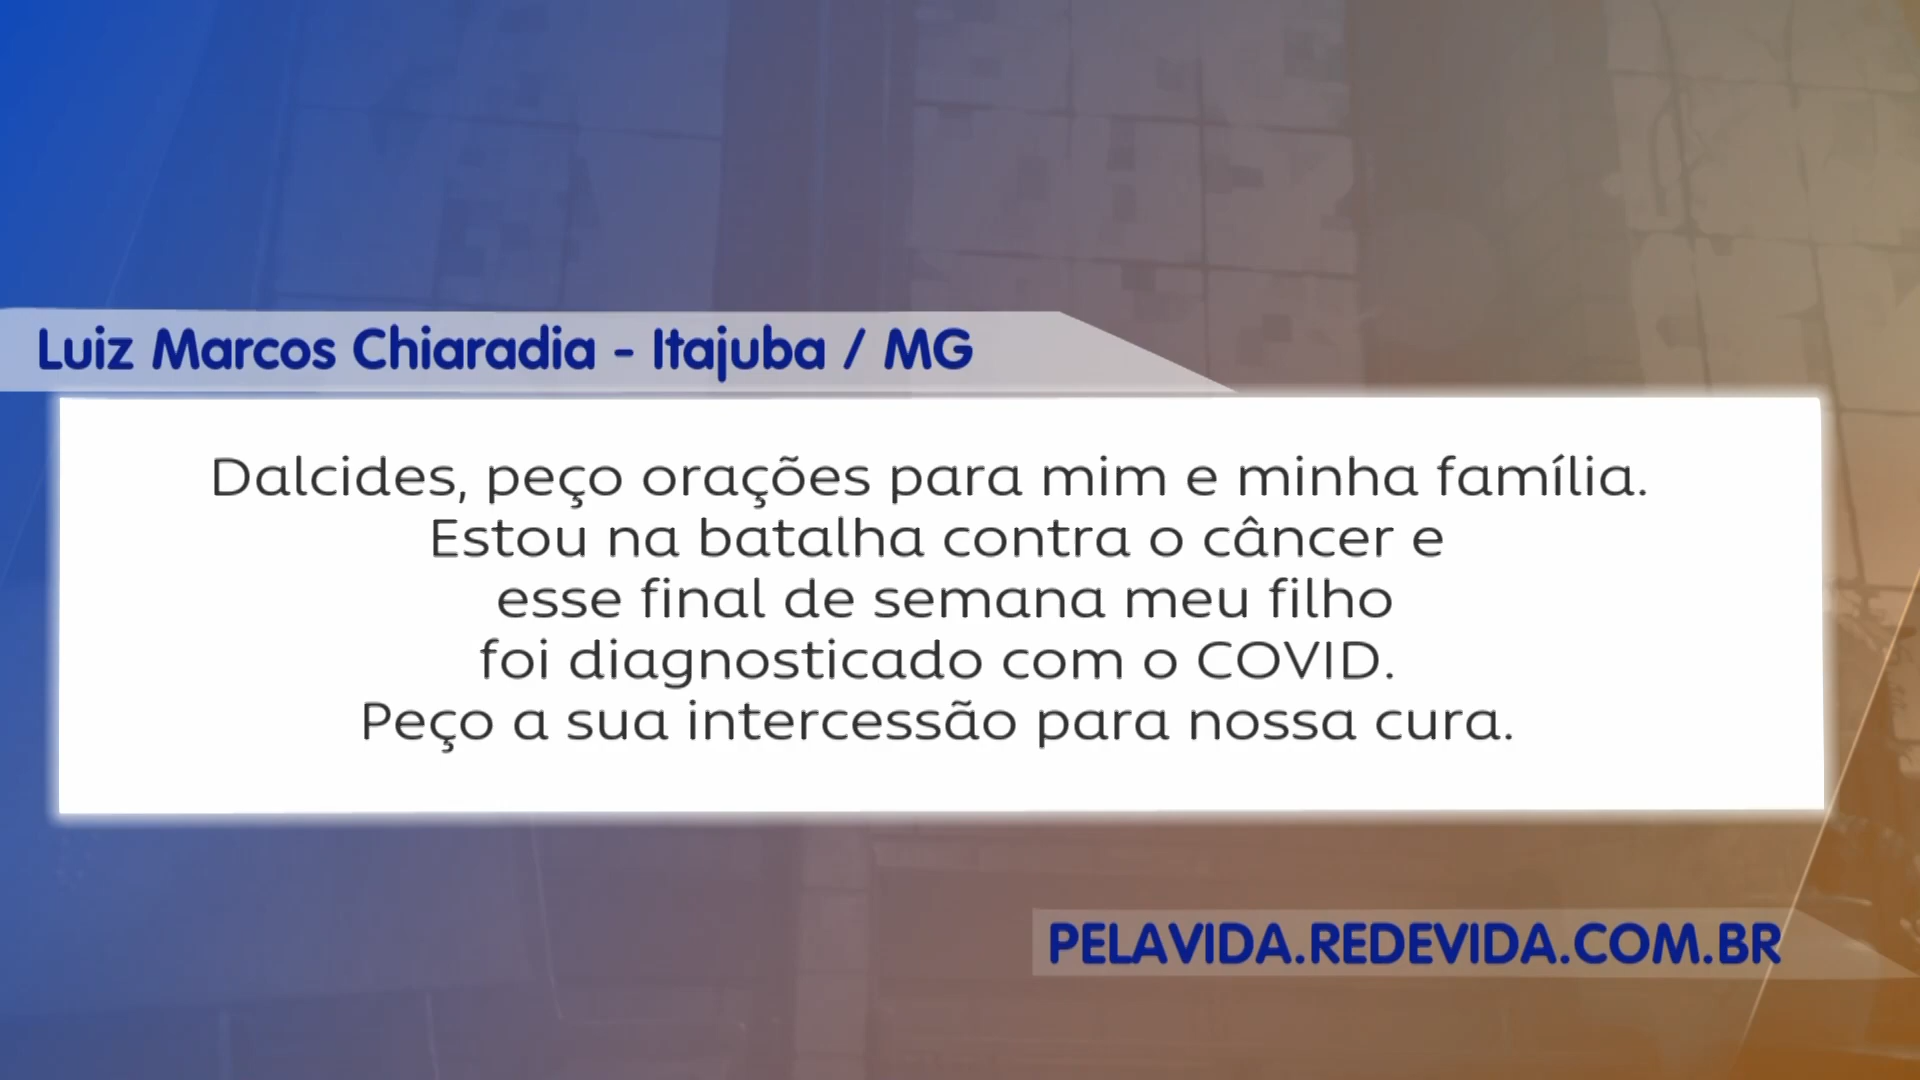 Luiz Marcos Chiaradia - Itajuba / MG
Dalcides, peço orações para mim e minha família.
Estou na batalha contra o câncer e
esse final de semana meu filho
foi diagnosticado com o COVID.
Peço a sua intercessão para nossa cura.
PELAVIDA.REDEVIDA.COM.BR